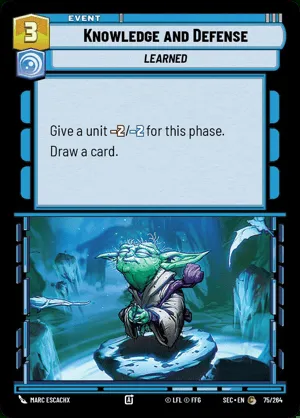 EVENT
3
KNOWLEDGE AND DEFENSE
LEARNED
Give a unit -2/-2 for this phase.
Draw a card.
MARC ESCACHX
© LFL © FFG
SEC • EN
75/264